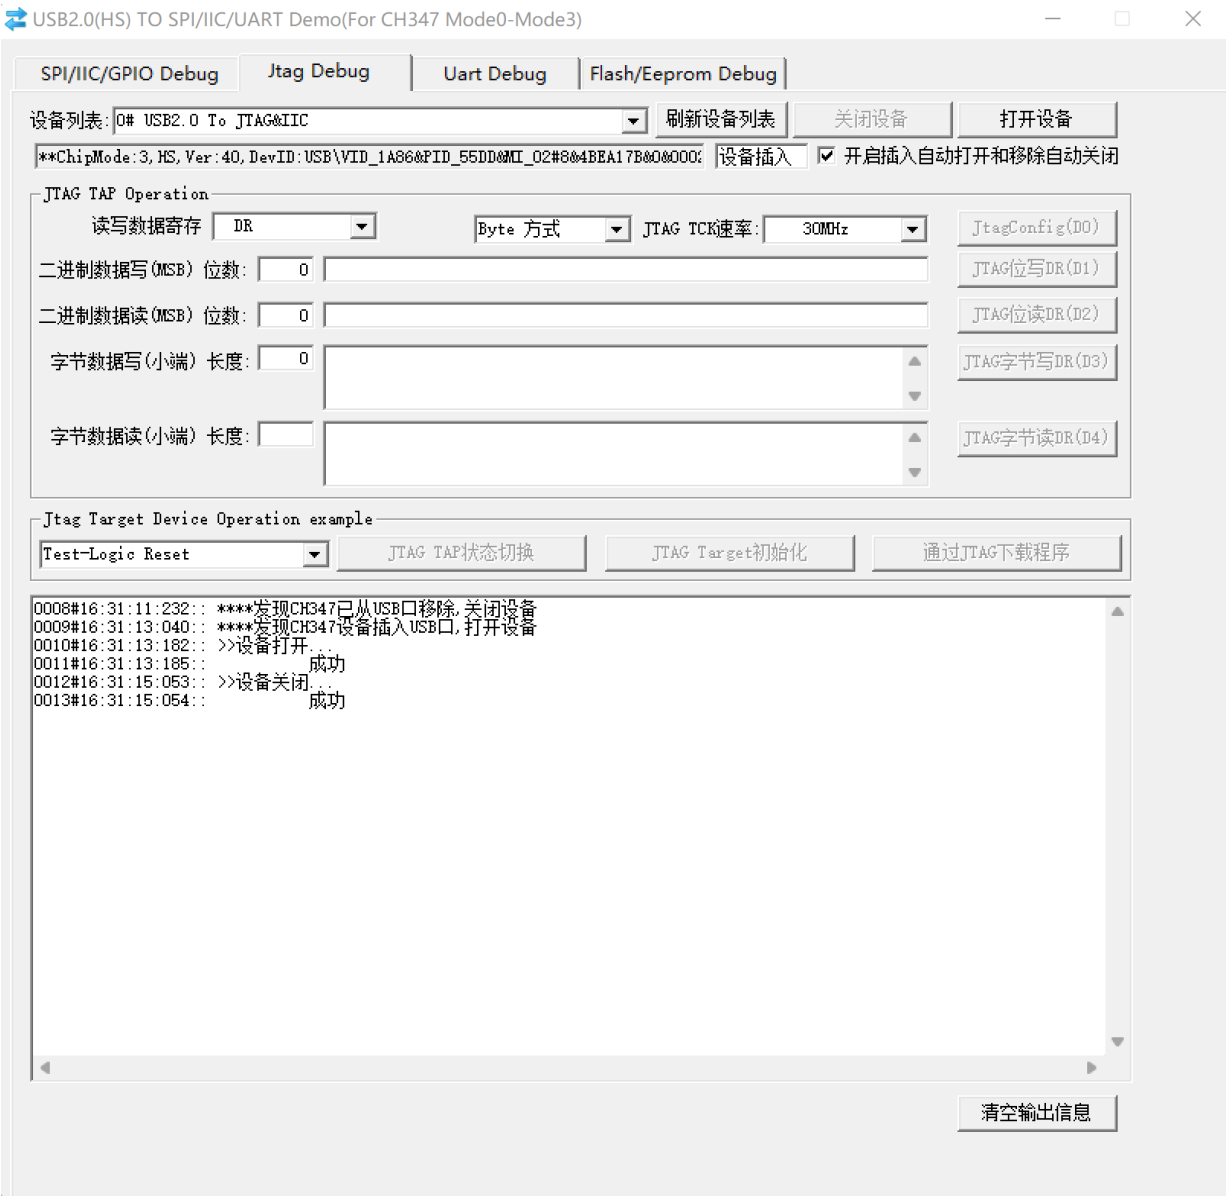 USB2.0(HS) TO SPI/IIC/UART Demo(For CH347 Mode0-Mode3)
SPI/IIC/GPIO Debug Jtag Debug Uart Debug Flash/Eeprom Debug
设备列表: 0# USB2.0 To JTAG&IIC 刷新设备列表 关闭设备 打开设备
**ChipMode:3,HS,Ver:40,DevID:USB\VID_1A86&PID_55DD&MI_02#8&4BEA17B&0&000 设备插入 开启插入自动打开和移除自动关闭
JTAG TAP Operation
读写数据寄存 DR Byte 方式 JTAG TCK速率: 30MHz JtagConfig(D0)
二进制数据写(MSB) 位数: 0 JTAG位写DR(D1)
二进制数据读(MSB) 位数: 0 JTAG位读DR(D2)
字节数据写(小端) 长度: 0 JTAG字节写DR(D3)
字节数据读(小端) 长度: JTAG字节读DR(D4)
Jtag Target Device Operation example
Test-Logic Reset JTAG TAP状态切换 JTAG Target初始化 通过JTAG下载程序
0008#16:31:11:232:: ****发现CH347已从USB口移除,关闭设备
0009#16:31:13:040:: ****发现CH347设备插入USB口,打开设备
0010#16:31:13:182:: >>设备打开...
0011#16:31:13:185:: 成功
0012#16:31:15:053:: >>设备关闭...
0013#16:31:15:054:: 成功
清空输出信息